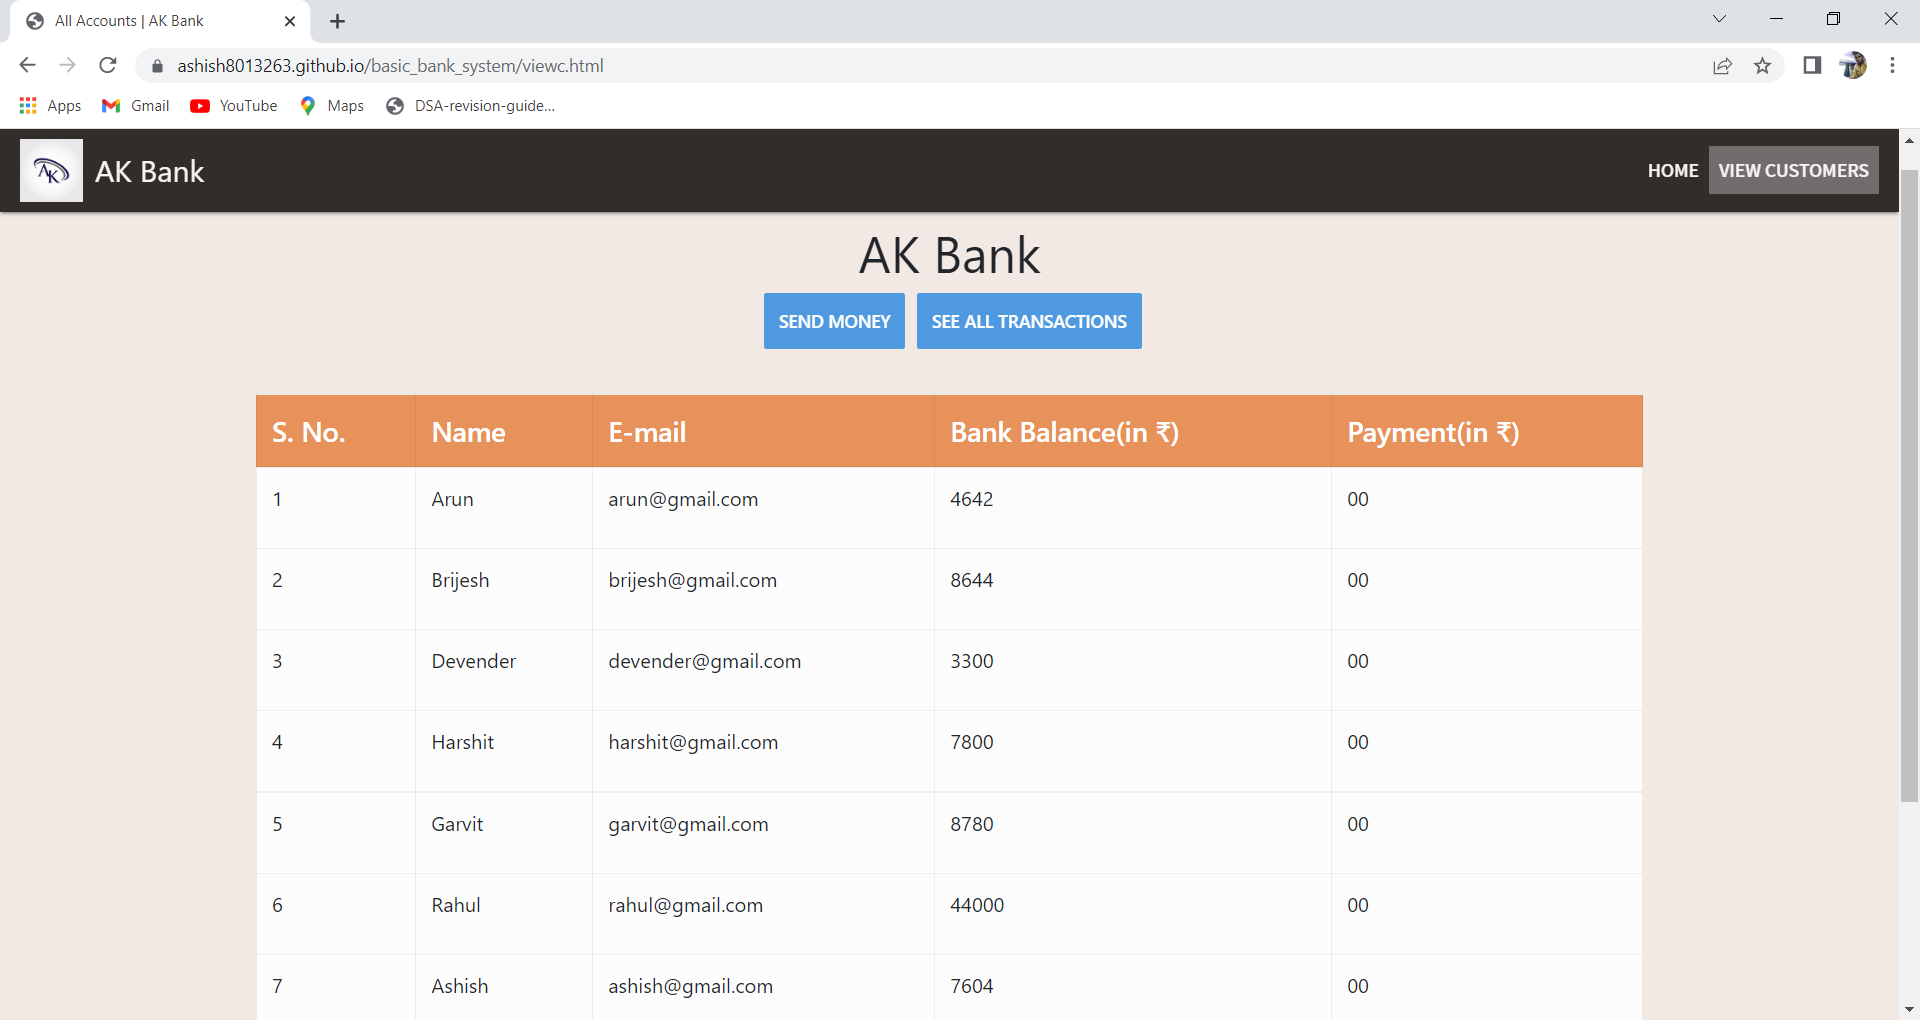 All Accounts | AK Bank
ashish8013263.github.io/basic_bank_system/viewc.html
Apps Gmail YouTube Maps DSA-revision-guide...
AK AK Bank HOME VIEW CUSTOMERS
AK Bank
SEND MONEY SEE ALL TRANSACTIONS
S. No. Name E-mail Bank Balance(in ₹) Payment(in ₹)
1 Arun arun@gmail.com 4642 00
2 Brijesh brijesh@gmail.com 8644 00
3 Devender devender@gmail.com 3300 00
4 Harshit harshit@gmail.com 7800 00
5 Garvit garvit@gmail.com 8780 00
6 Rahul rahul@gmail.com 44000 00
7 Ashish ashish@gmail.com 7604 00